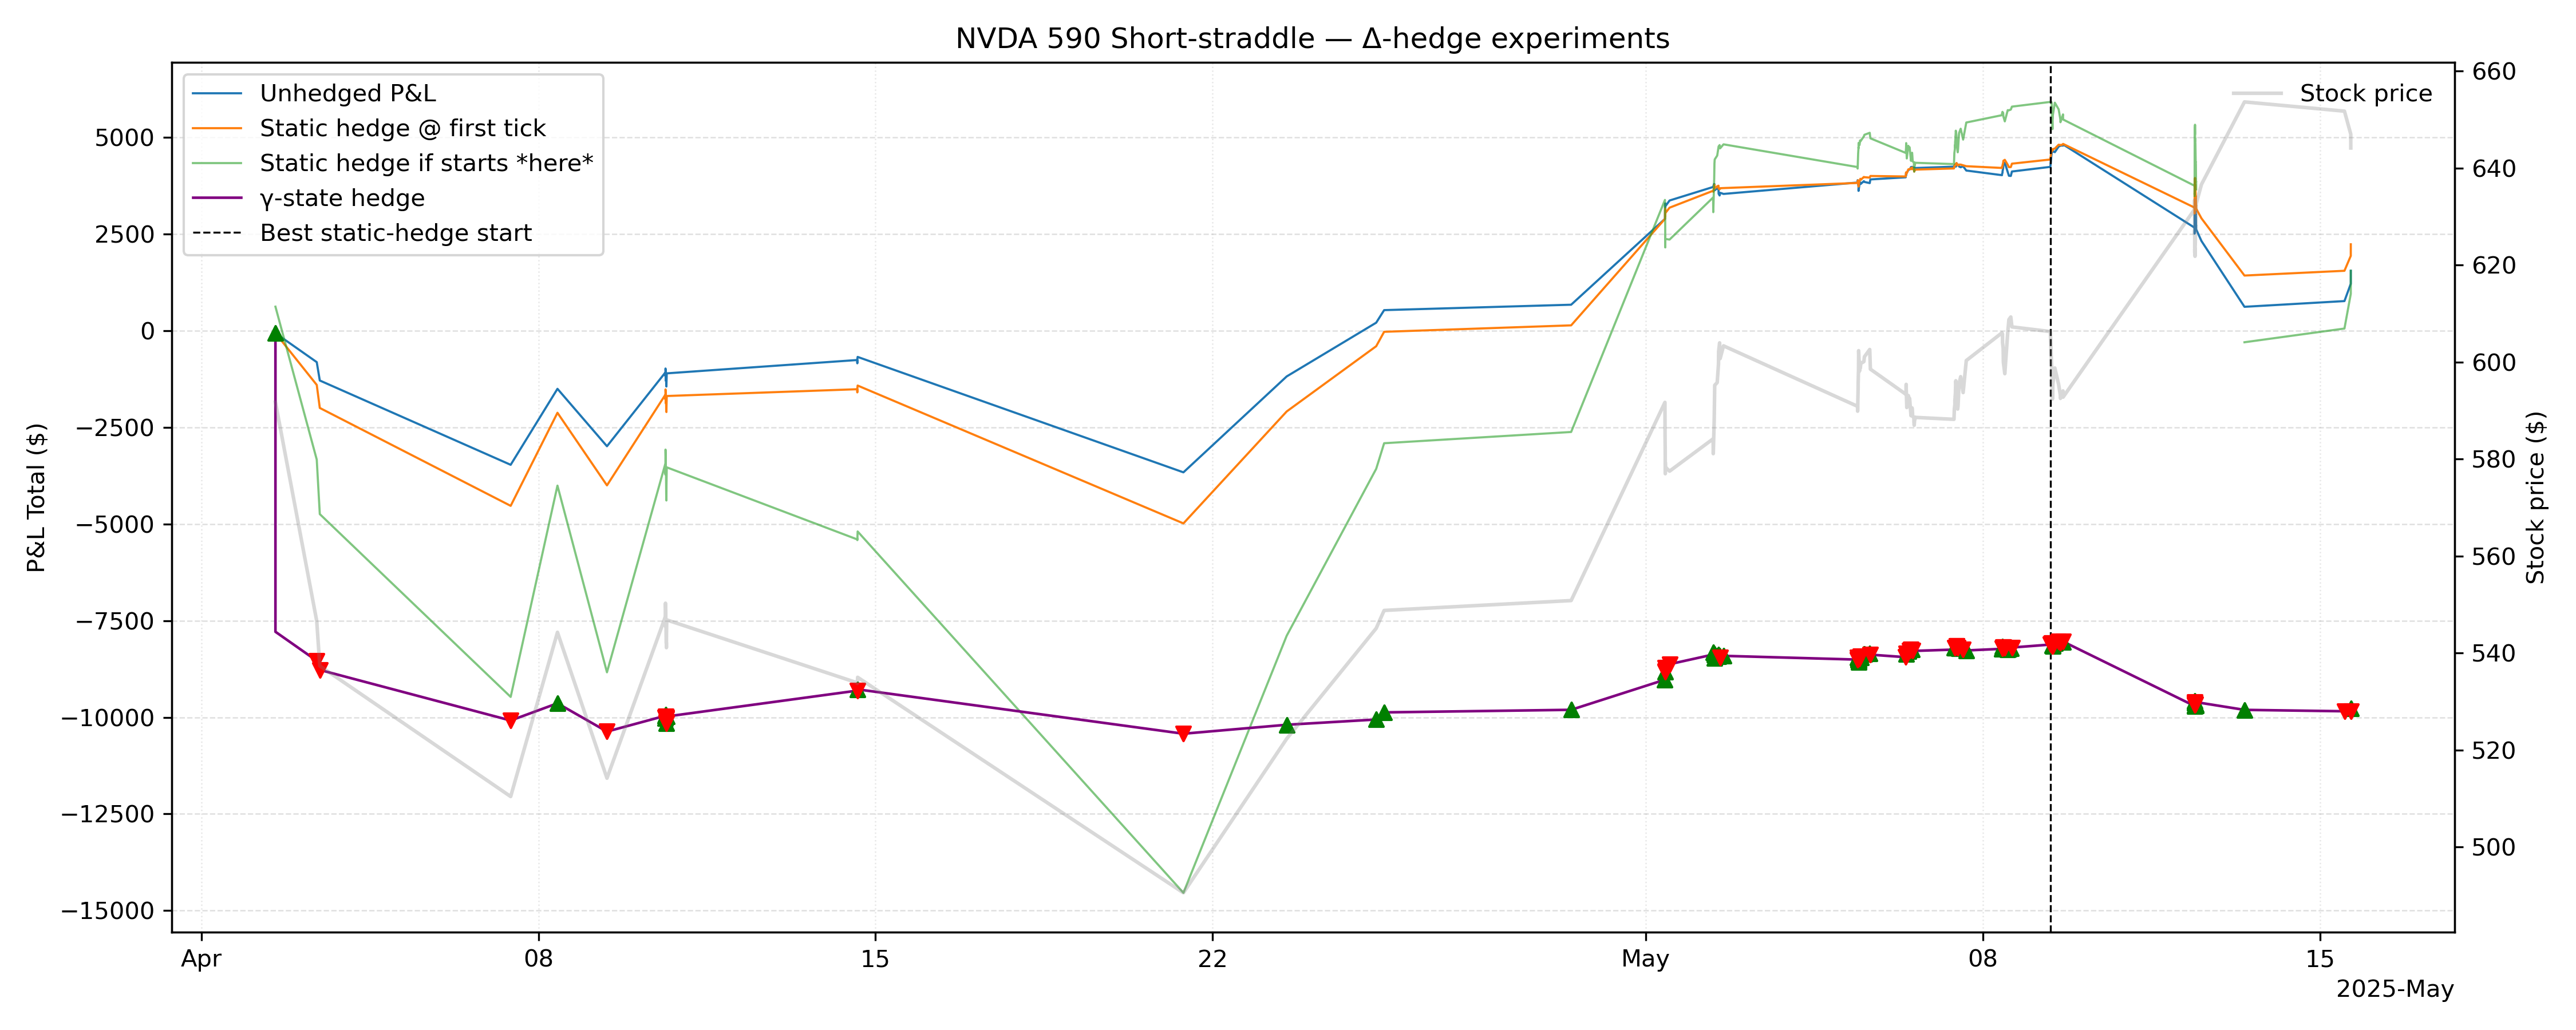 NVDA 590 Short-straddle — Δ-hedge experiments
Unhedged P&L
Static hedge @ first tick
Static hedge if starts *here*
γ-state hedge
Best static-hedge start
Stock price
P&L Total ($)
5000
2500
0
−2500
−5000
−7500
−10000
−12500
−15000
Stock price ($)
660
640
620
600
580
560
540
520
500
Apr
08
15
22
May
08
15
2025-May